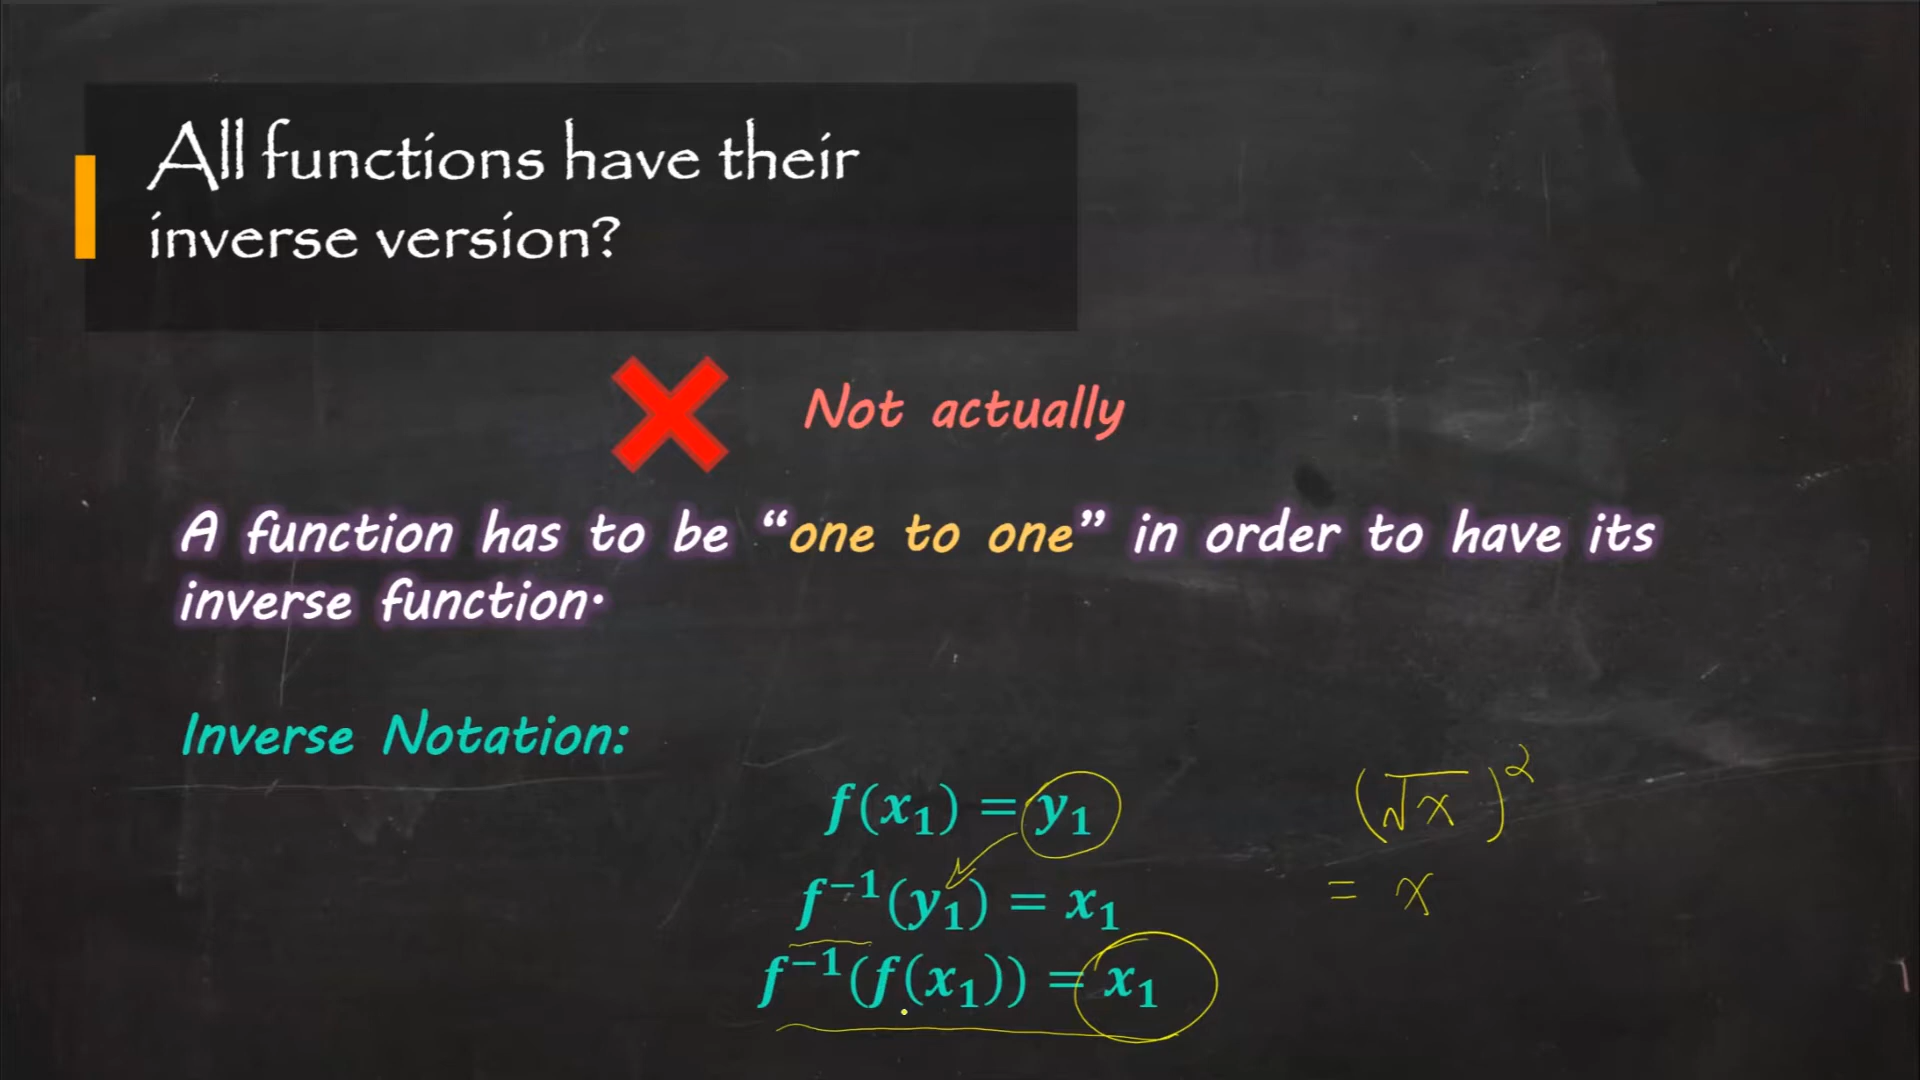 All functions have their
inverse version?
Not actually
A function has to be “one to one” in order to have its
inverse function.
Inverse Notation:
f(x₁) = y₁
f⁻¹(y₁) = x₁
f⁻¹(f(x₁)) = x₁
(√x)²
= x